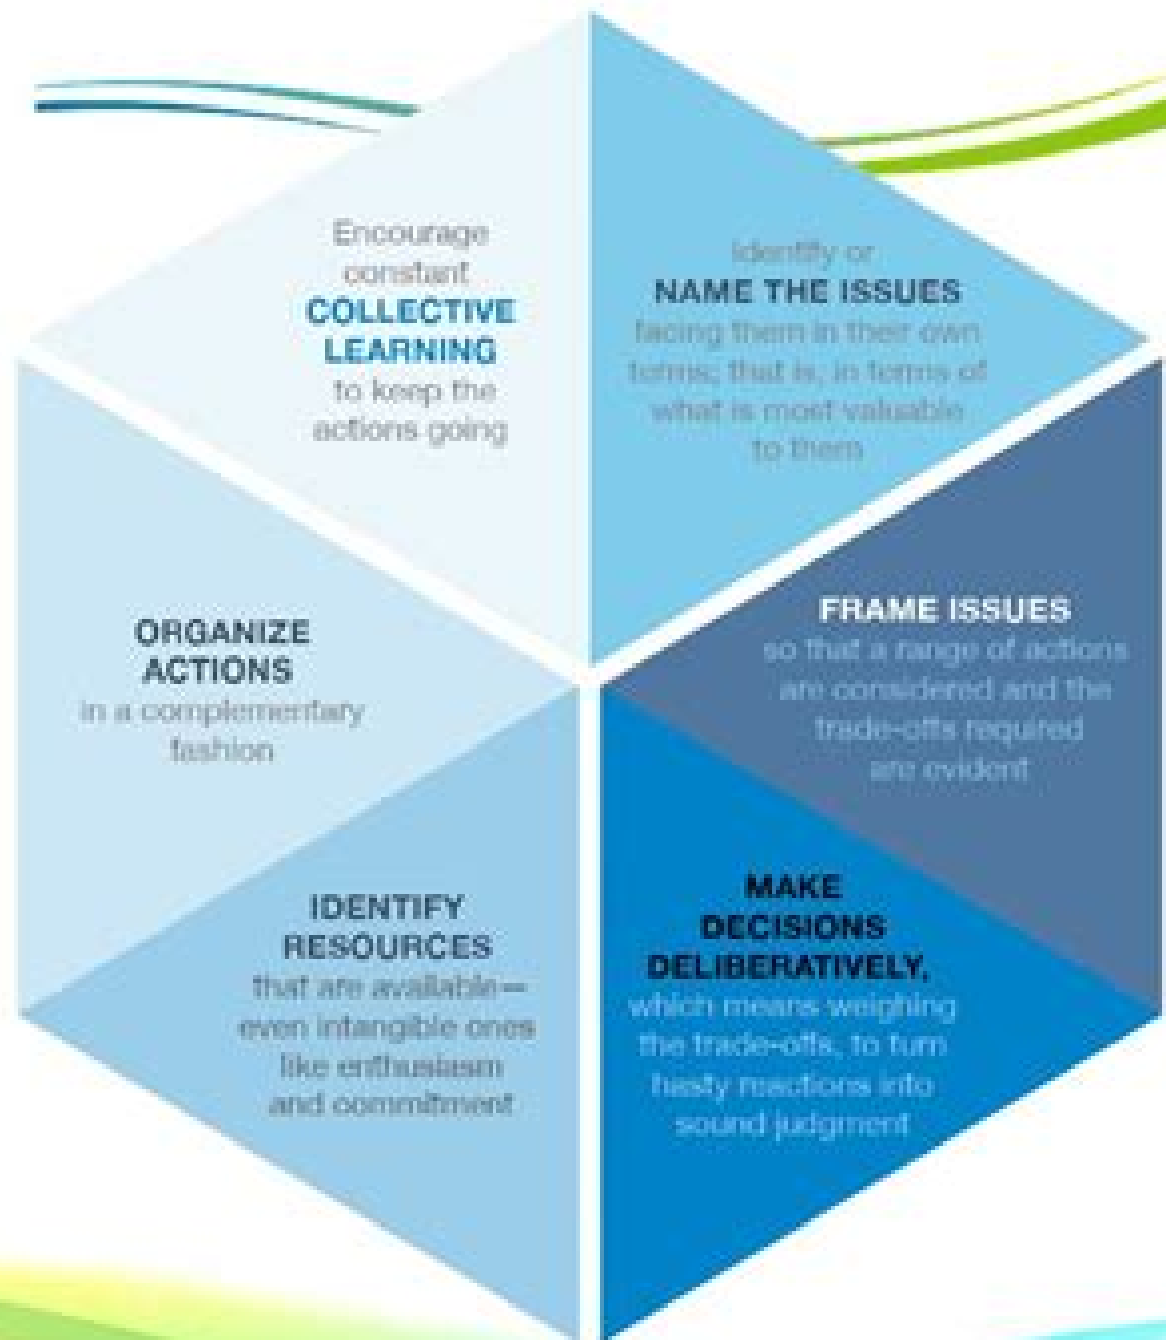 Encourage
constant
COLLECTIVE
LEARNING
to keep the
actions going
Identify or
NAME THE ISSUES
facing them in their own
terms; that is, in terms of
what is most valuable
to them
FRAME ISSUES
so that a range of actions
are considered and the
trade-offs required
are evident
MAKE
DECISIONS
DELIBERATIVELY,
which means weighing
the trade-offs, to turn
hasty reactions into
sound judgment
IDENTIFY
RESOURCES
that are available—
even intangible ones
like enthusiasm
and commitment
ORGANIZE
ACTIONS
in a complementary
fashion